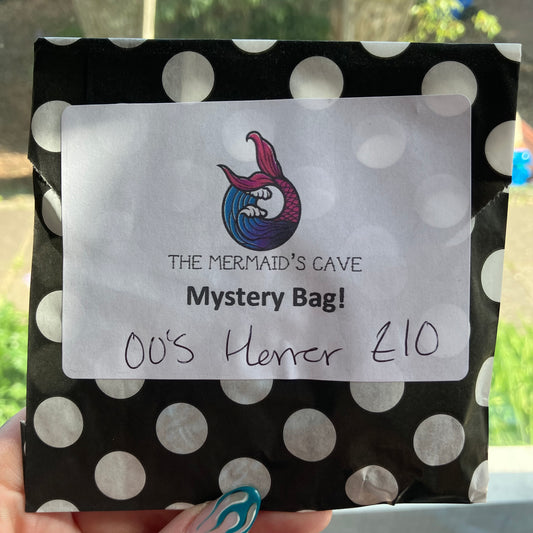 THE MERMAID'S CAVE
Mystery Bag!
00's Horror £10